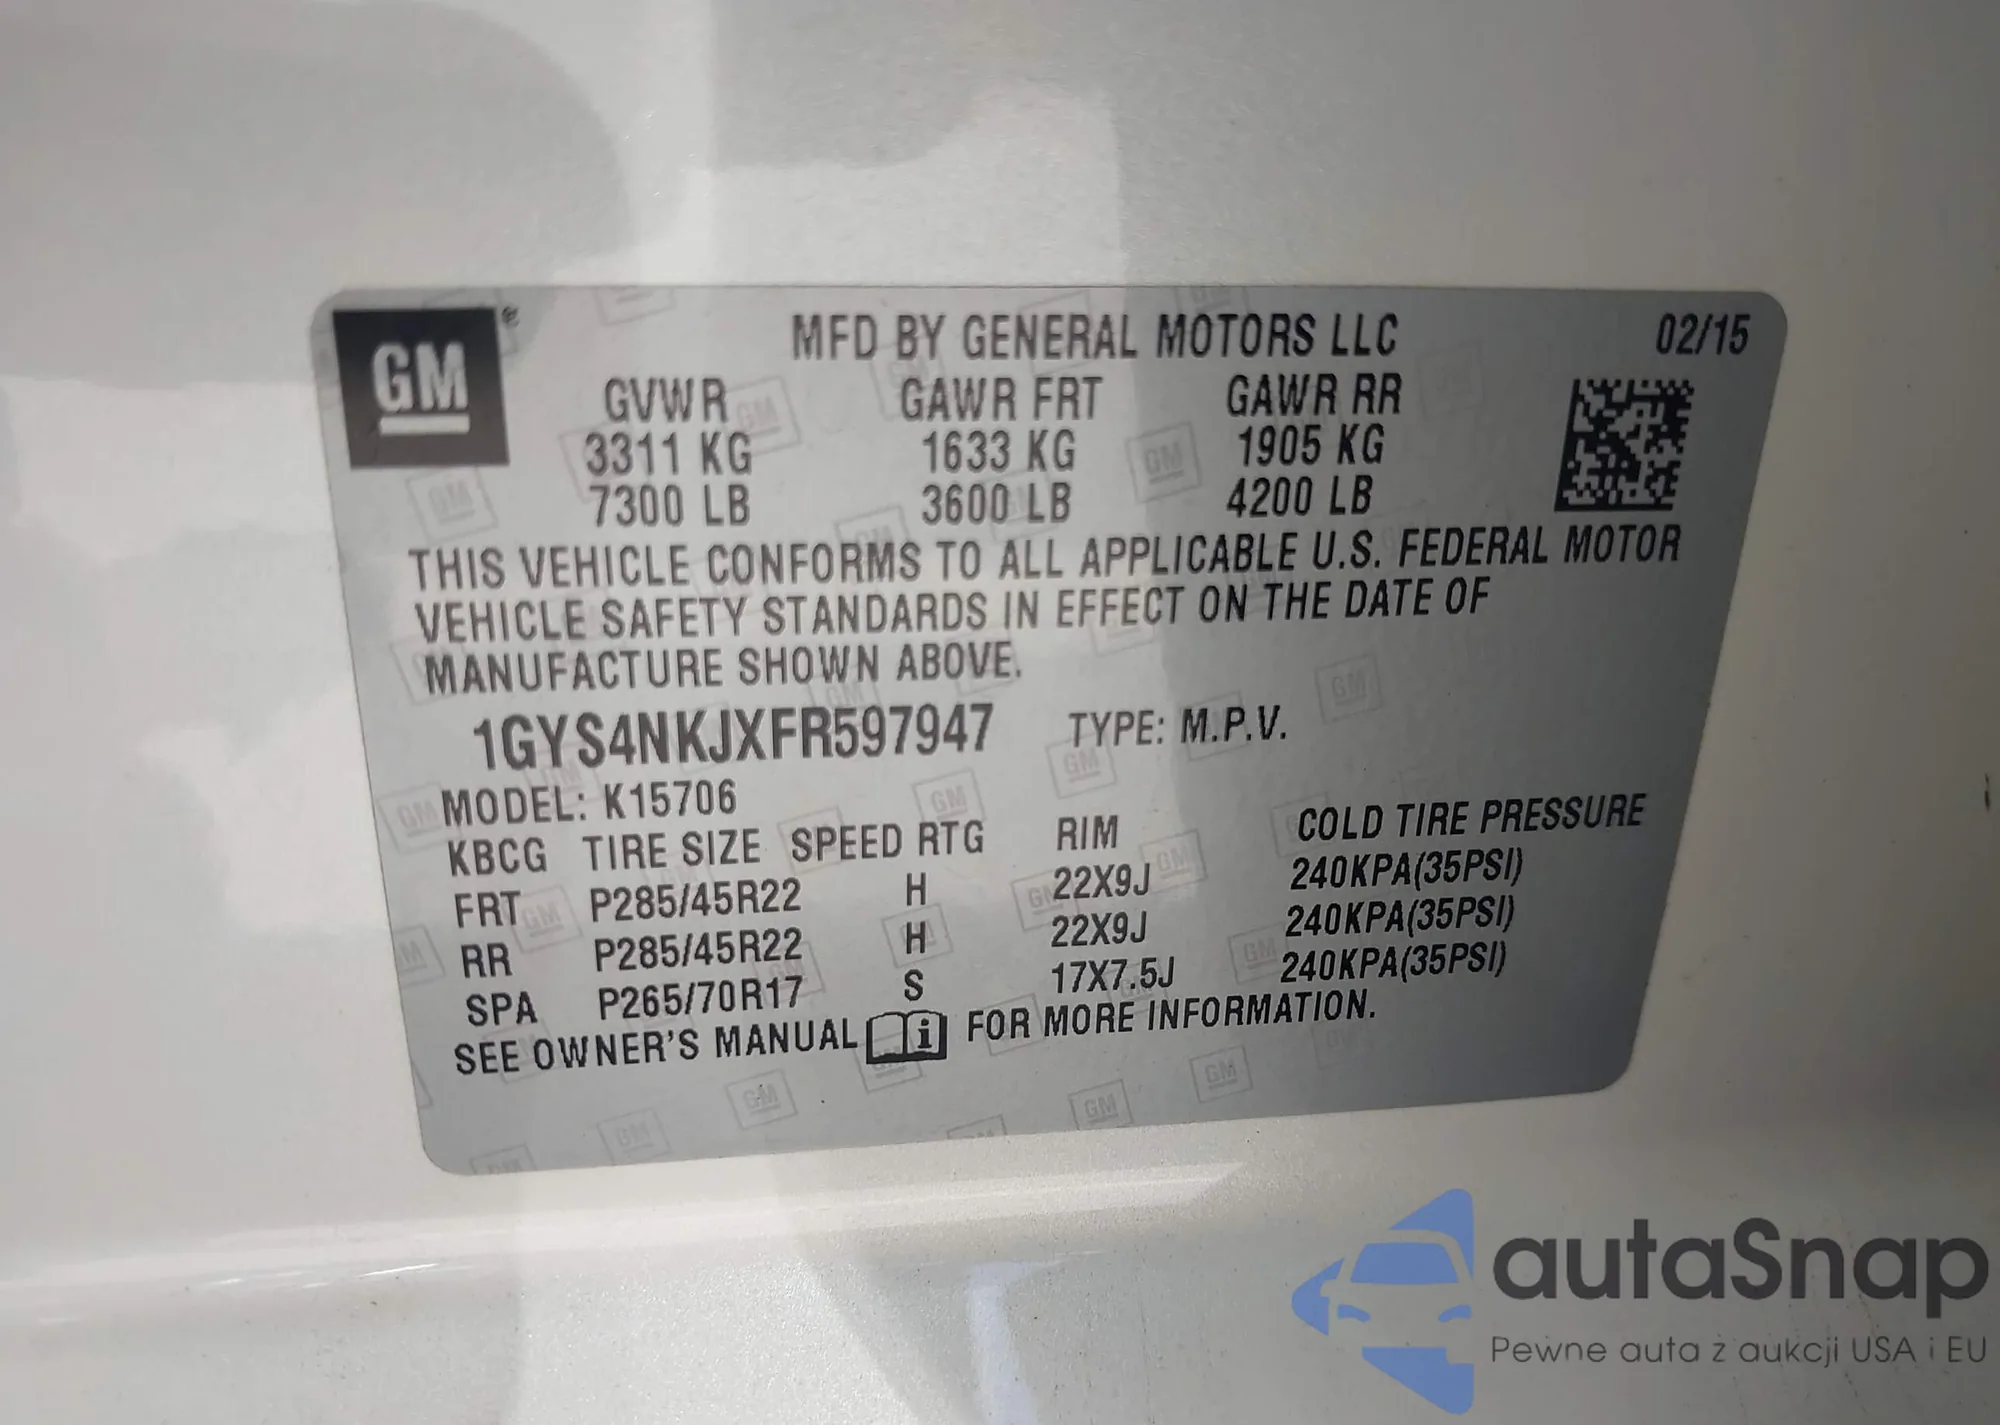 GM®
MFD BY GENERAL MOTORS LLC 02/15
GVWR GAWR FRT GAWR RR
3311 KG 1633 KG 1905 KG
7300 LB 3600 LB 4200 LB
THIS VEHICLE CONFORMS TO ALL APPLICABLE U.S. FEDERAL MOTOR
VEHICLE SAFETY STANDARDS IN EFFECT ON THE DATE OF
MANUFACTURE SHOWN ABOVE.
1GYS4NKJXFR597947 TYPE: M.P.V.
MODEL: K15706
KBCG TIRE SIZE SPEED RTG RIM COLD TIRE PRESSURE
FRT P285/45R22 H 22X9J 240KPA(35PSI)
RR P285/45R22 H 22X9J 240KPA(35PSI)
SPA P265/70R17 S 17X7.5J 240KPA(35PSI)
SEE OWNER'S MANUAL i FOR MORE INFORMATION.
autaSnap
Pewne auta z aukcji USA i EU